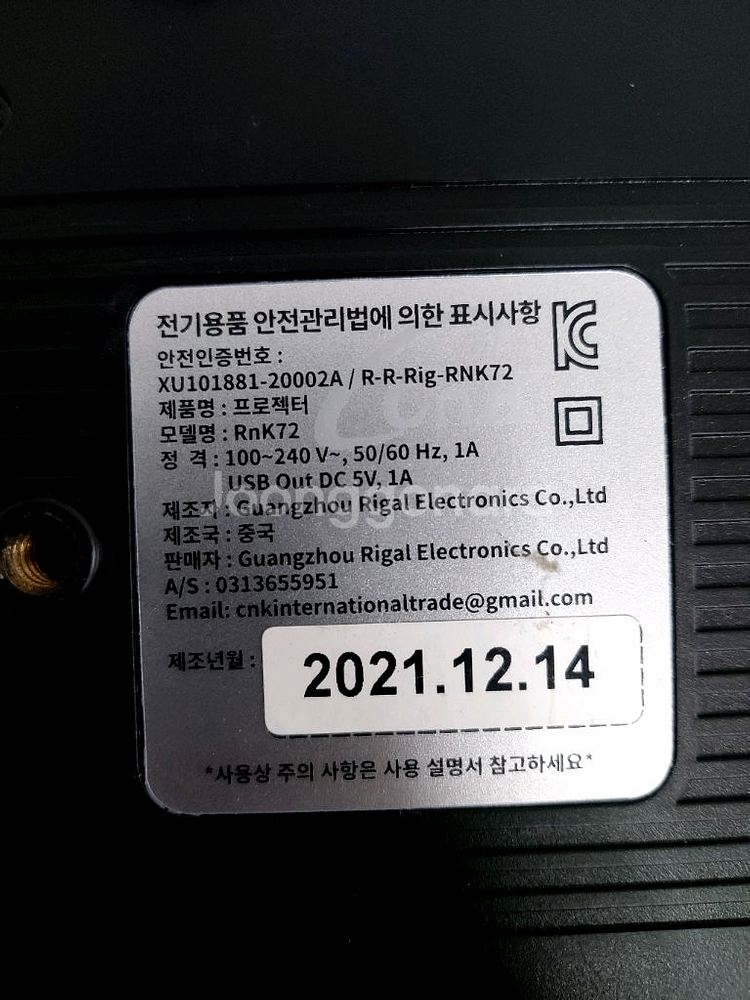 전기용품 안전관리법에 의한 표시사항
안전인증번호 :
XU101881-20002A / R-R-Rig-RNK72
제품명 : 프로젝터
모델명 : RnK72
정 격 : 100~240 V~, 50/60 Hz, 1A
USB Out DC 5V, 1A
제조자 : Guangzhou Rigal Electronics Co.,Ltd
제조국 : 중국
판매자 : Guangzhou Rigal Electronics Co.,Ltd
A/S : 0313655951
Email: cnkinternationaltrade@gmail.com
제조년월 : 2021.12.14
*사용상 주의 사항은 사용 설명서 참고하세요*